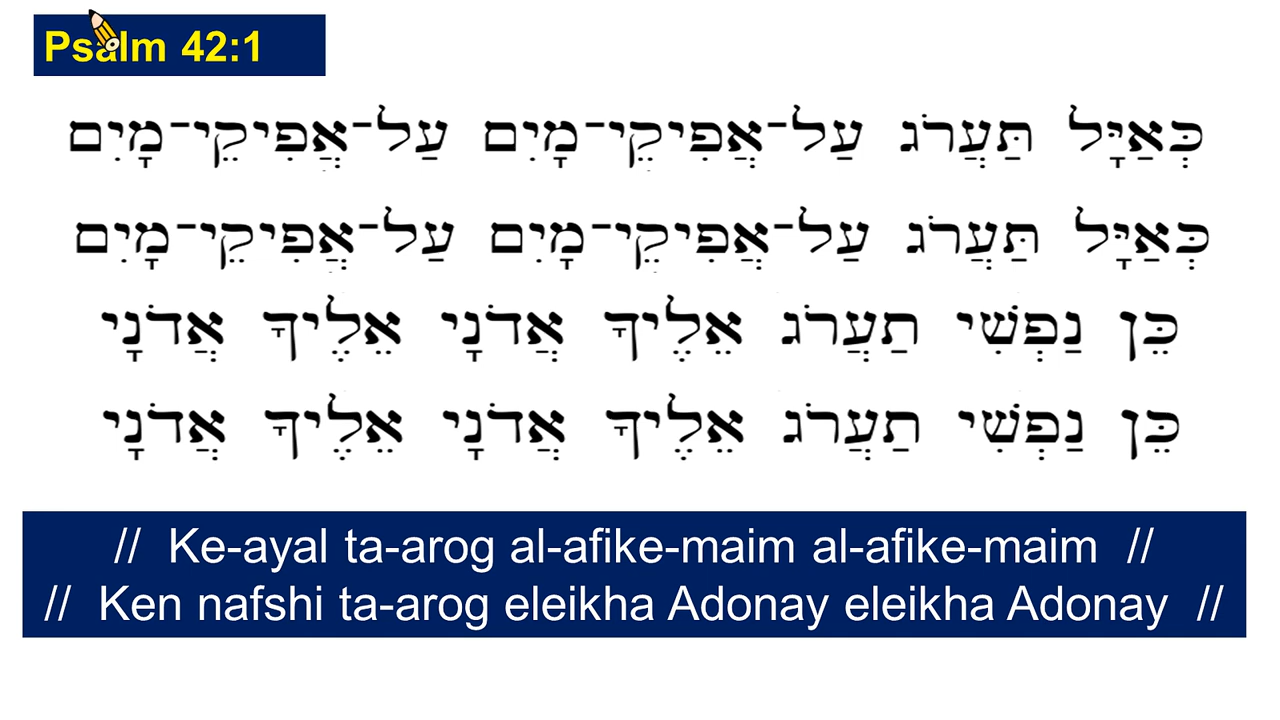 Psalm 42:1
כְּאַיָּל תַּעֲרֹג עַל־אֲפִיקֵי־מָיִם עַל־אֲפִיקֵי־מָיִם
כְּאַיָּל תַּעֲרֹג עַל־אֲפִיקֵי־מָיִם עַל־אֲפִיקֵי־מָיִם
כֵּן נַפְשִׁי תַעֲרֹג אֵלֶיךָ אֲדֹנָי אֵלֶיךָ אֲדֹנָי
כֵּן נַפְשִׁי תַעֲרֹג אֵלֶיךָ אֲדֹנָי אֵלֶיךָ אֲדֹנָי
// Ke-ayal ta-arog al-afike-maim al-afike-maim //
// Ken nafshi ta-arog eleikha Adonay eleikha Adonay //